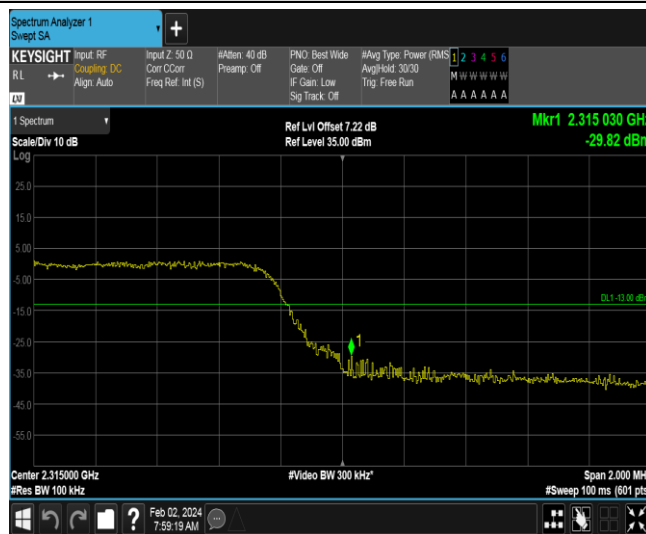 Spectrum Analyzer 1
Swept SA
+
KEYSIGHT
RL
LXI
Input: RF
Coupling: DC
Align: Auto
Input Z: 50 Ω
Corr CCorr
Freq Ref: Int (S)
#Atten: 40 dB
Preamp: Off
PNO: Best Wide
Gate: Off
IF Gain: Low
Sig Track: Off
#Avg Type: Power (RMS
Avg|Hold: 30/30
Trig: Free Run
1 2 3 4 5 6
M W W W W W
A A A A A A
1 Spectrum
Scale/Div 10 dB
Log
Ref Lvl Offset 7.22 dB
Ref Level 35.00 dBm
Mkr1 2.315 030 GHz
-29.82 dBm
25.0
15.0
5.00
-5.00
-15.0
-25.0
-35.0
-45.0
-55.0
DL1 -13.00 dBm
1
Center 2.315000 GHz
#Res BW 100 kHz
#Video BW 300 kHz*
Span 2.000 MH
#Sweep 100 ms (601 pts
?
Feb 02, 2024
7:59:19 AM